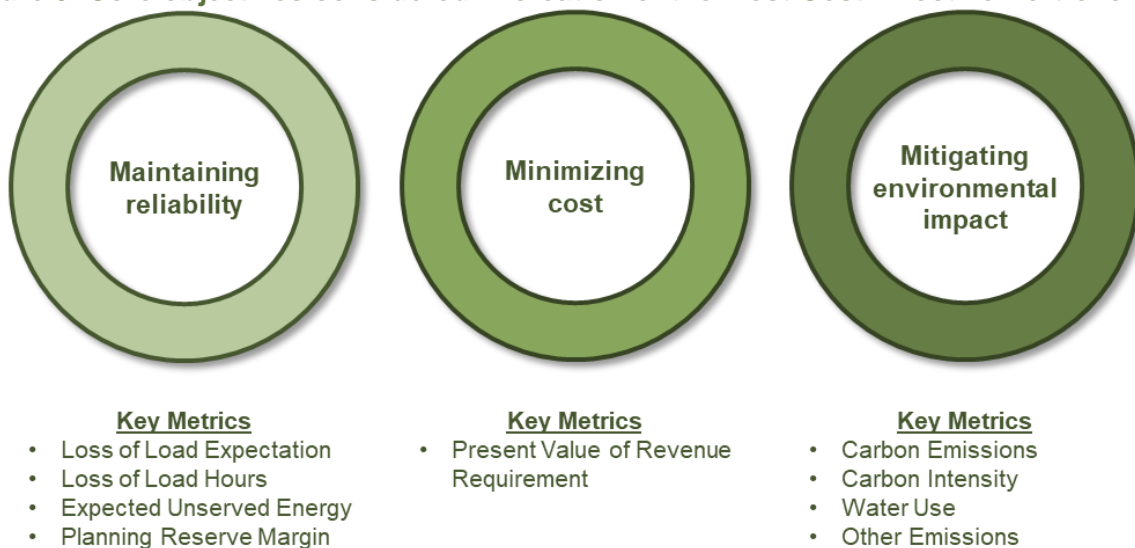 Maintaining
reliability
Minimizing
cost
Mitigating
environmental
impact
Key Metrics
• Loss of Load Expectation
• Loss of Load Hours
• Expected Unserved Energy
• Planning Reserve Margin
Key Metrics
• Present Value of Revenue
Requirement
Key Metrics
• Carbon Emissions
• Carbon Intensity
• Water Use
• Other Emissions